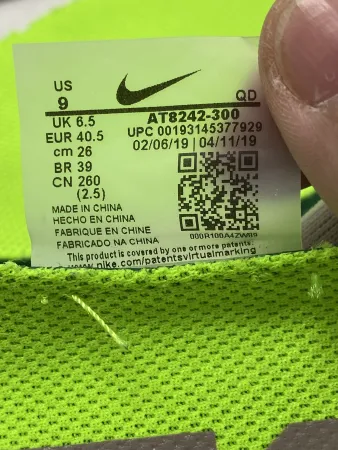 US
9
QD
UK 6.5
AT8242-300
EUR 40.5
UPC 00193145377929
cm 26
02/06/19 | 04/11/19
BR 39
CN 260
(2.5)
MADE IN CHINA
HECHO EN CHINA
FABRIQUE EN CHINE
FABRICADO NA CHINA
This product is covered by one or more patents.
www.nike.com/patentsvirtualmarking